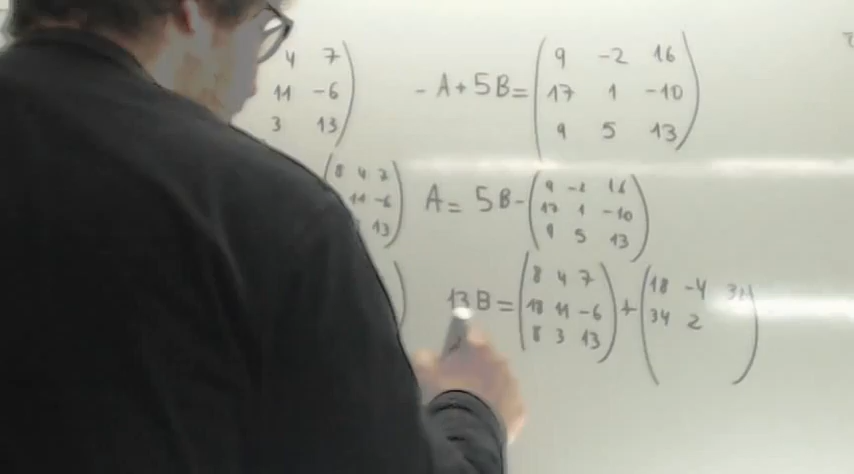 4 7 - A + 5B = ( 9 -2 16
11 -6 17 1 -10
3 13 9 5 13 )
( 8 4 7 A = 5B - ( 9 -2 16
11 -6 17 1 -10
13 ) 9 5 13 )
13B = ( 8 4 7 + ( 18 -4
18 11 -6 34 2
8 3 13 ) )